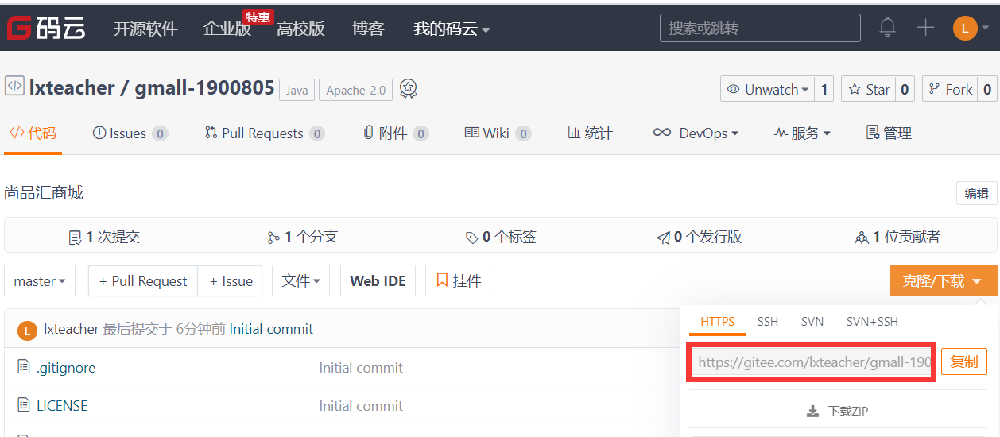 码云 开源软件 企业版 特惠 高校版 博客 我的码云 搜索或跳转... L
lxteacher / gmall-1900805 Java Apache-2.0 Unwatch 1 Star 0 Fork 0
代码 Issues 0 Pull Requests 0 附件 0 Wiki 0 统计 DevOps 服务 管理
尚品汇商城 编辑
1 次提交 1 个分支 0 个标签 0 个发行版 1 位贡献者
master + Pull Request + Issue 文件 Web IDE 挂件 克隆/下载
L lxteacher 最后提交于 6分钟前 Initial commit
HTTPS SSH SVN SVN+SSH
https://gitee.com/lxteacher/gmall-190 复制
.gitignore Initial commit
LICENSE Initial commit
下载ZIP